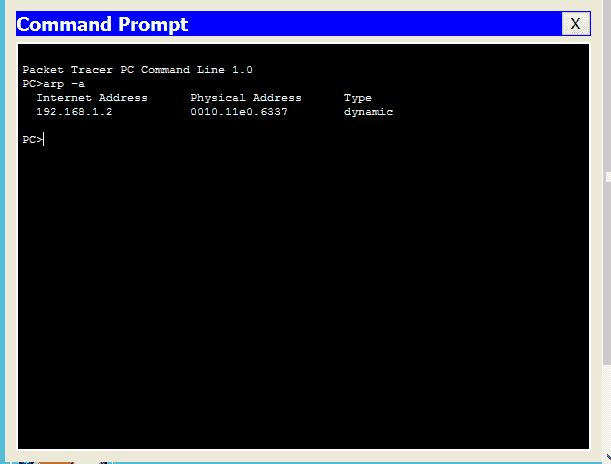 Command Prompt
X
Packet Tracer PC Command Line 1.0
PC>arp -a
Internet Address Physical Address Type
192.168.1.2 0010.11e0.6337 dynamic
PC>